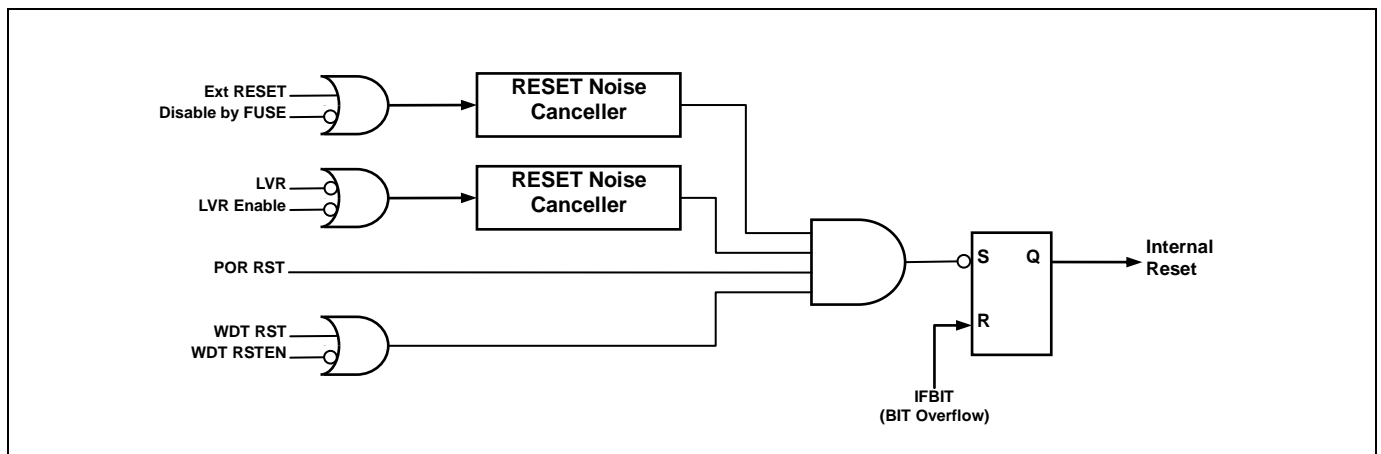 Ext RESET
Disable by FUSE
RESET Noise
Canceller
LVR
LVR Enable
RESET Noise
Canceller
POR RST
WDT RST
WDT RSTEN
S
Q
R
Internal
Reset
IFBIT
(BIT Overflow)